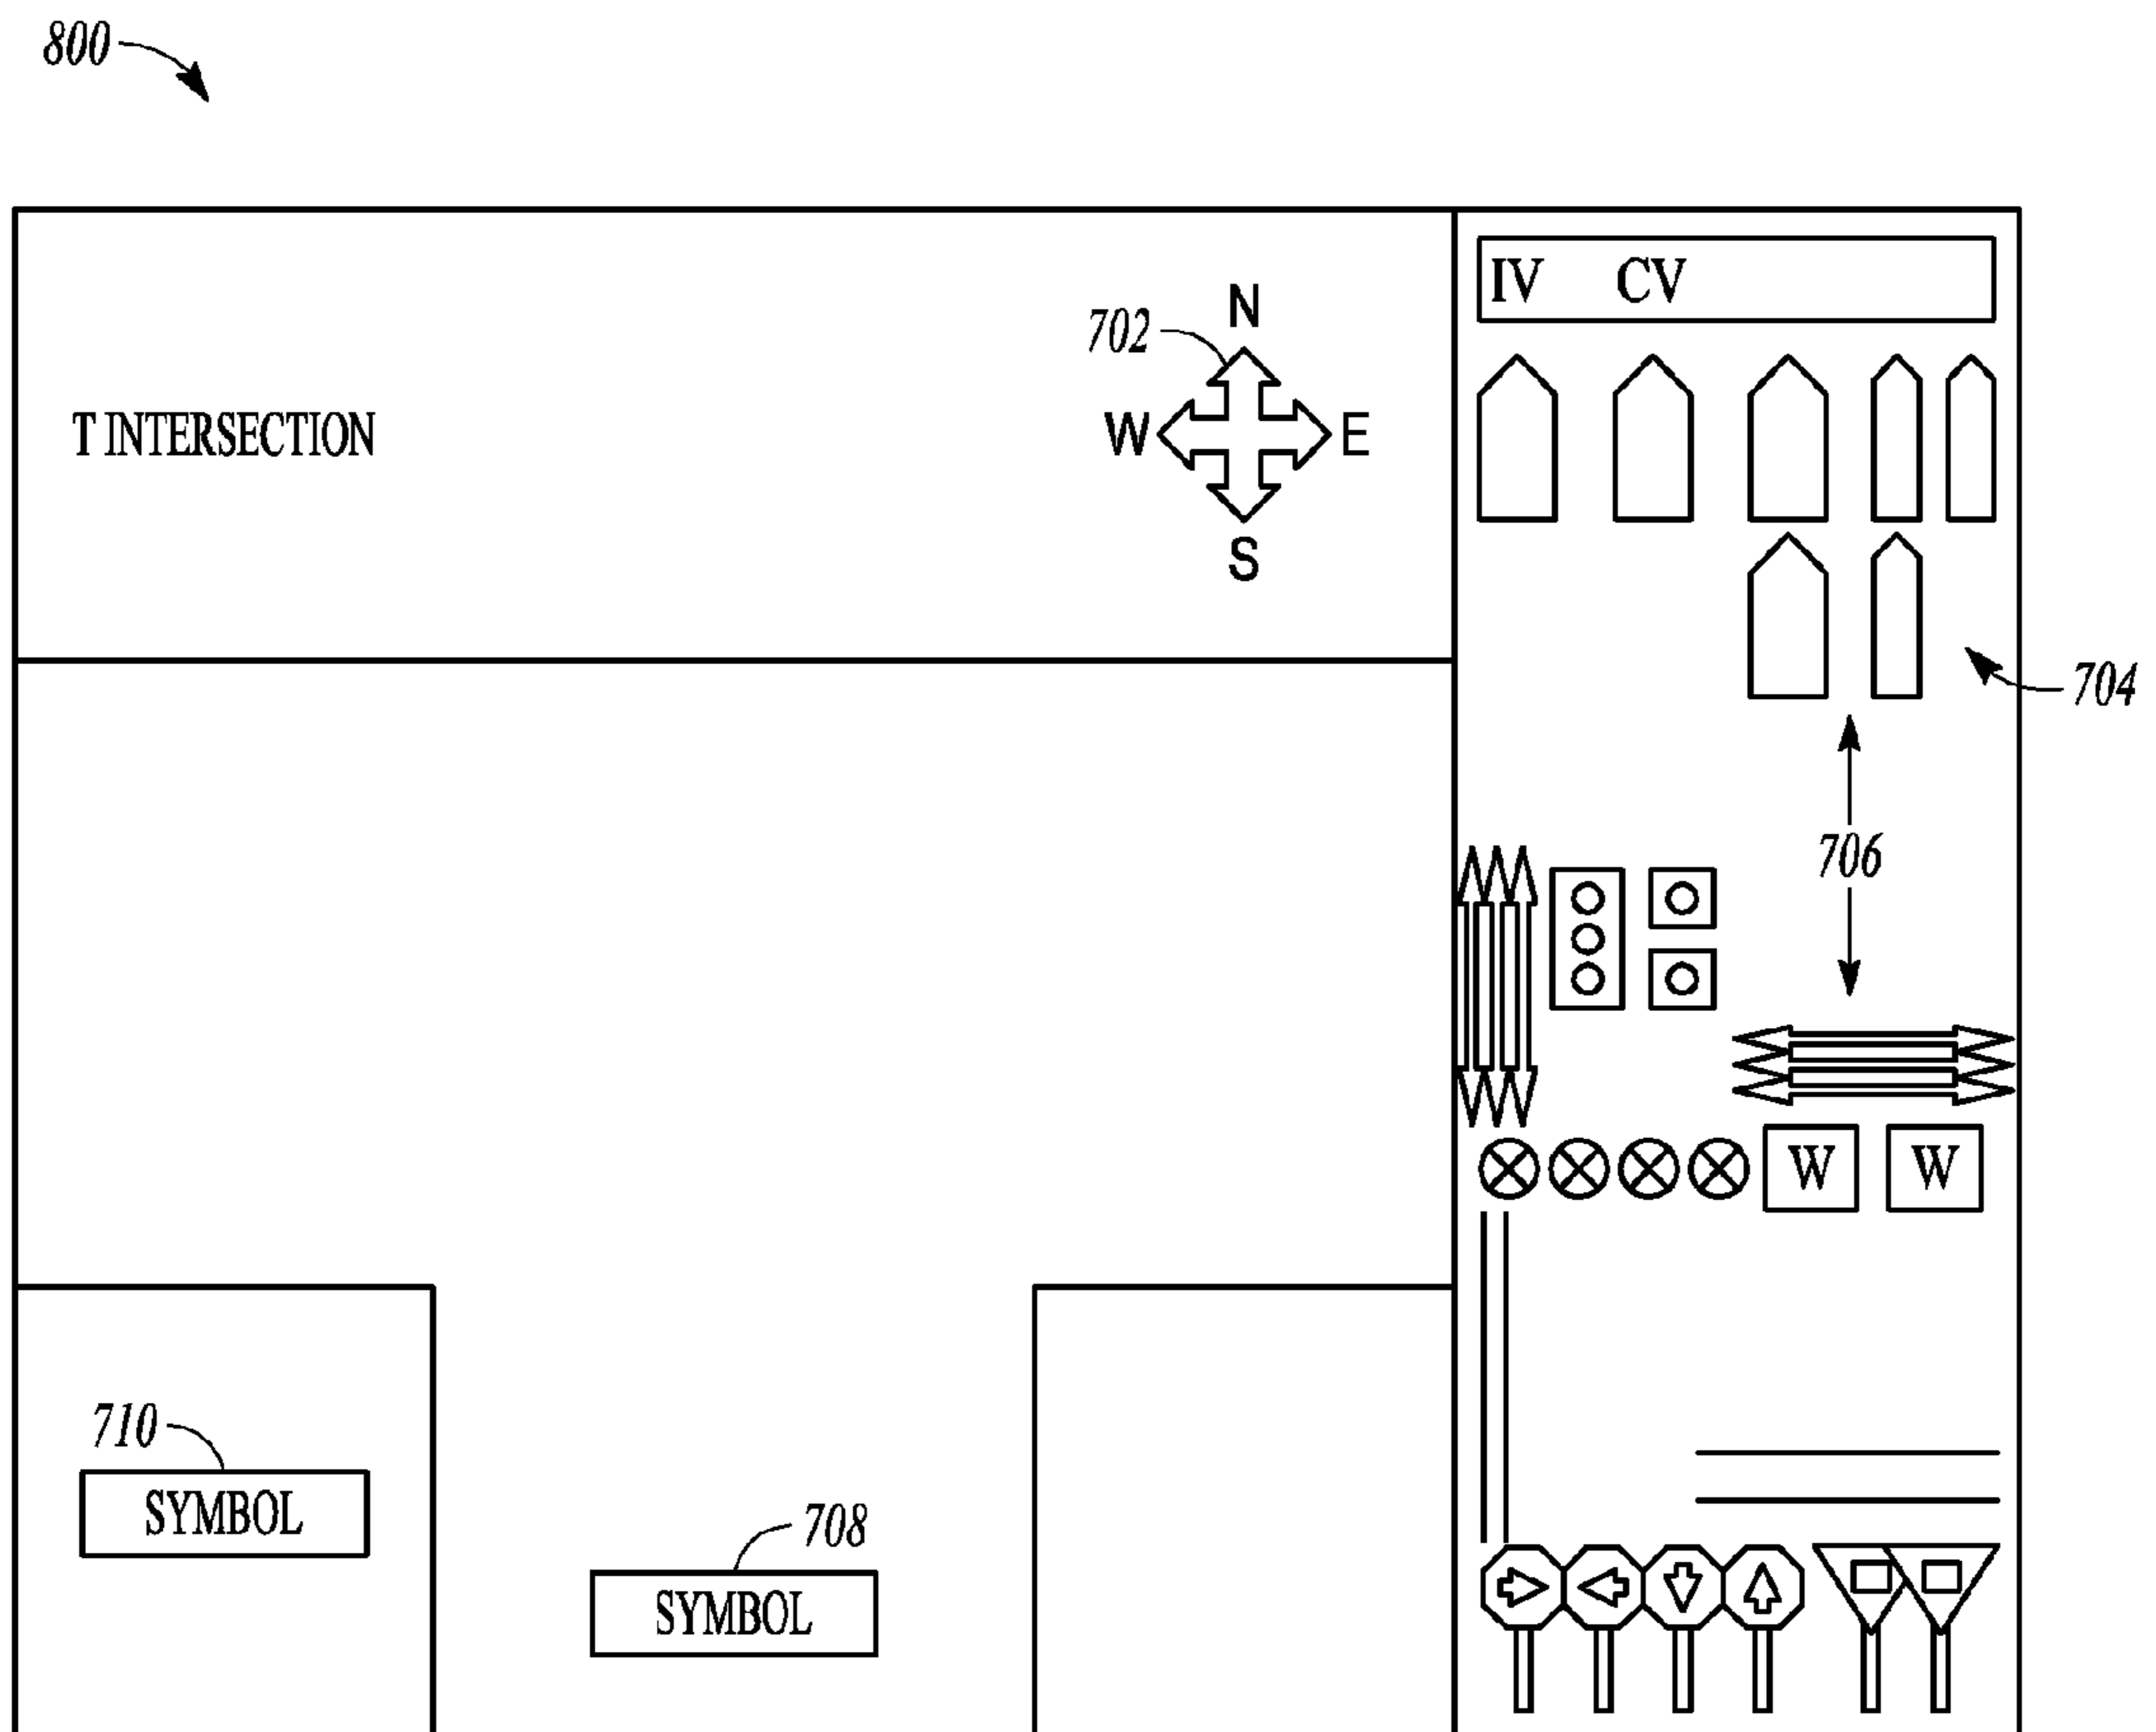 800
IV CV
N
702
T INTERSECTION
W E
S
704
706
W W
710
SYMBOL
708
SYMBOL